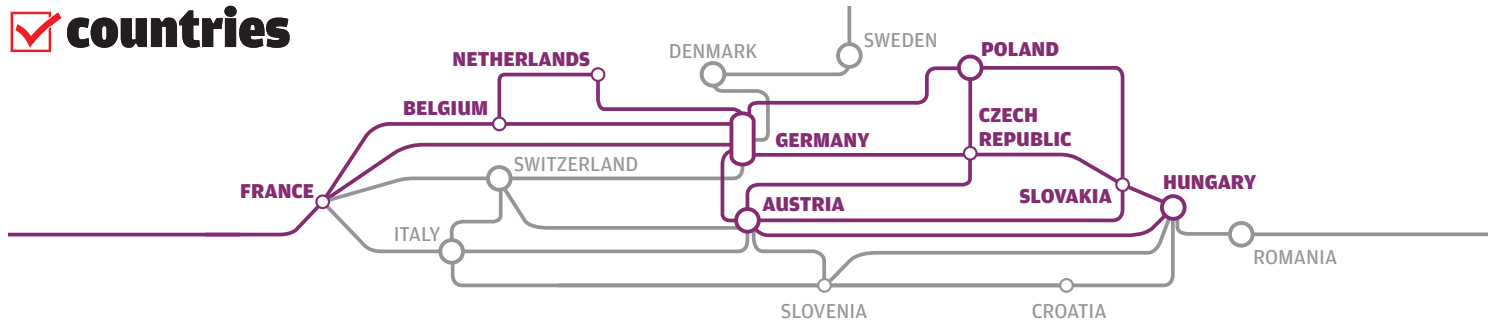 countries
NETHERLANDS
DENMARK
SWEDEN
POLAND
BELGIUM
CZECH
REPUBLIC
GERMANY
SWITZERLAND
FRANCE
SLOVAKIA
HUNGARY
AUSTRIA
ITALY
ROMANIA
SLOVENIA
CROATIA